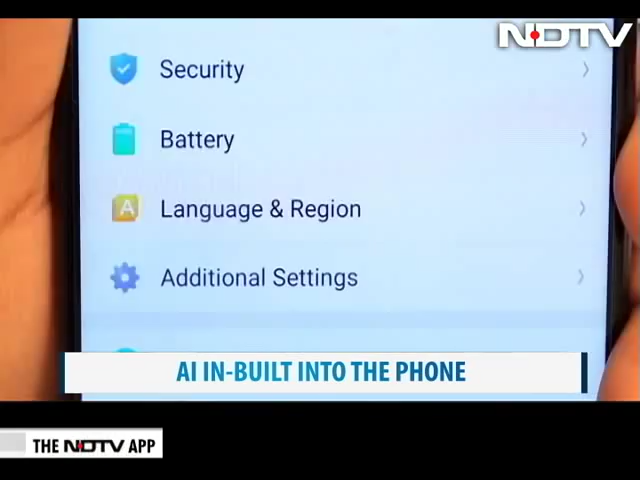 NDTV
Security
Battery
A
Language & Region
Additional Settings
AI IN-BUILT INTO THE PHONE
THE NDTV APP